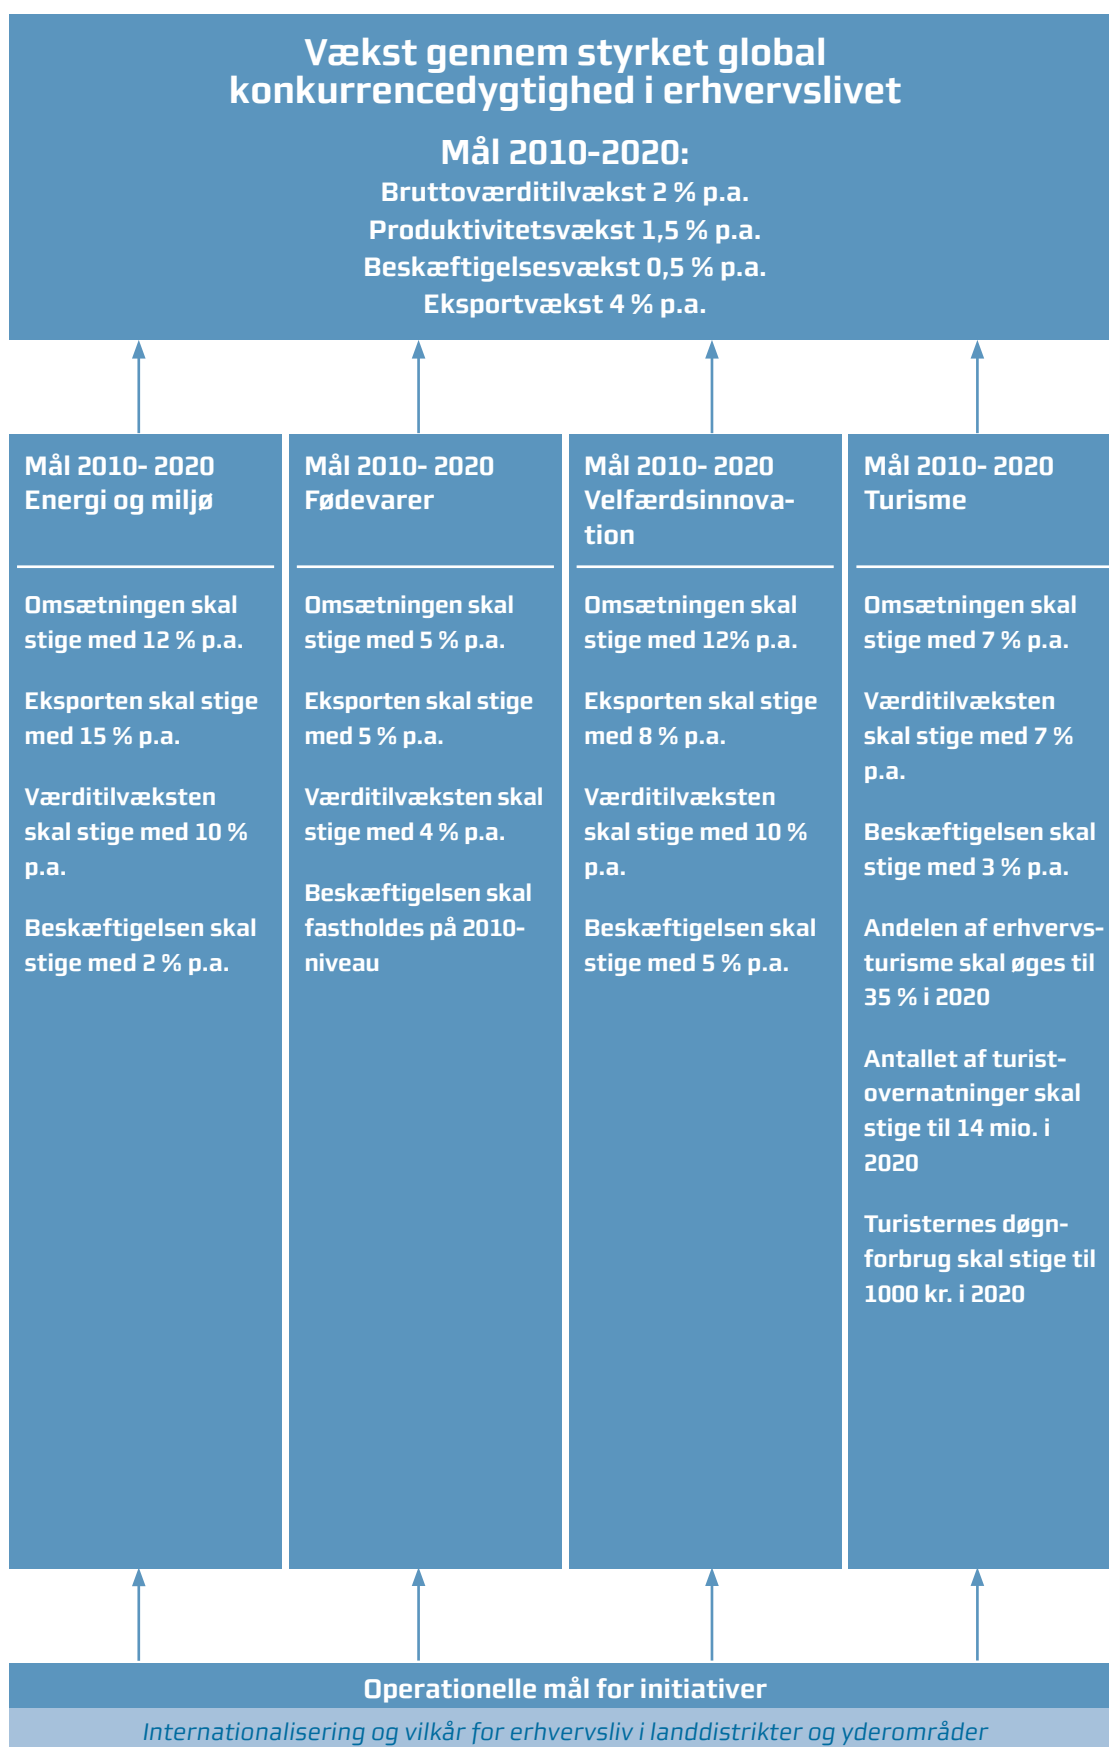 Vækst gennem styrket global
konkurrencedygtighed i erhvervslivet
Mål 2010-2020:
Bruttoværditilvækst 2 % p.a.
Produktivitetsvækst 1,5 % p.a.
Beskæftigelsesvækst 0,5 % p.a.
Eksportvækst 4 % p.a.
Mål 2010- 2020
Energi og miljø
Omsætningen skal
stige med 12 % p.a.
Eksporten skal stige
med 15 % p.a.
Værditilvæksten
skal stige med 10 %
p.a.
Beskæftigelsen skal
stige med 2 % p.a.
Mål 2010- 2020
Fødevarer
Omsætningen skal
stige med 5 % p.a.
Eksporten skal stige
med 5 % p.a.
Værditilvæksten skal
stige med 4 % p.a.
Beskæftigelsen skal
fastholdes på 2010-
niveau
Mål 2010- 2020
Velfærdsinnova-
tion
Omsætningen skal
stige med 12% p.a.
Eksporten skal stige
med 8 % p.a.
Værditilvæksten
skal stige med 10 %
p.a.
Beskæftigelsen skal
stige med 5 % p.a.
Mål 2010- 2020
Turisme
Omsætningen skal
stige med 7 % p.a.
Værditilvæksten
skal stige med 7 %
p.a.
Beskæftigelsen skal
stige med 3 % p.a.
Andelen af erhvervs-
turisme skal øges til
35 % i 2020
Antallet af turist-
overnatninger skal
stige til 14 mio. i
2020
Turisternes døgn-
forbrug skal stige til
1000 kr. i 2020
Operationelle mål for initiativer
Internationalisering og vilkår for erhvervsliv i landdistrikter og yderområder